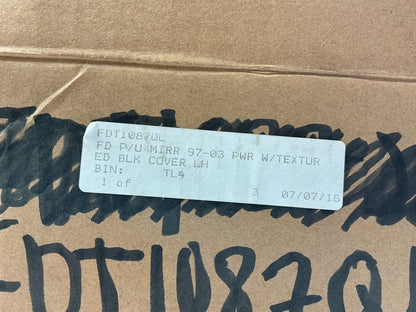 FDT1087QL
FD P/U MIRR 97-03 PWR W/TEXTUR
ED BLK COVER LH
BIN: TL4
1 of 3 07/07/18
-DT1087Q